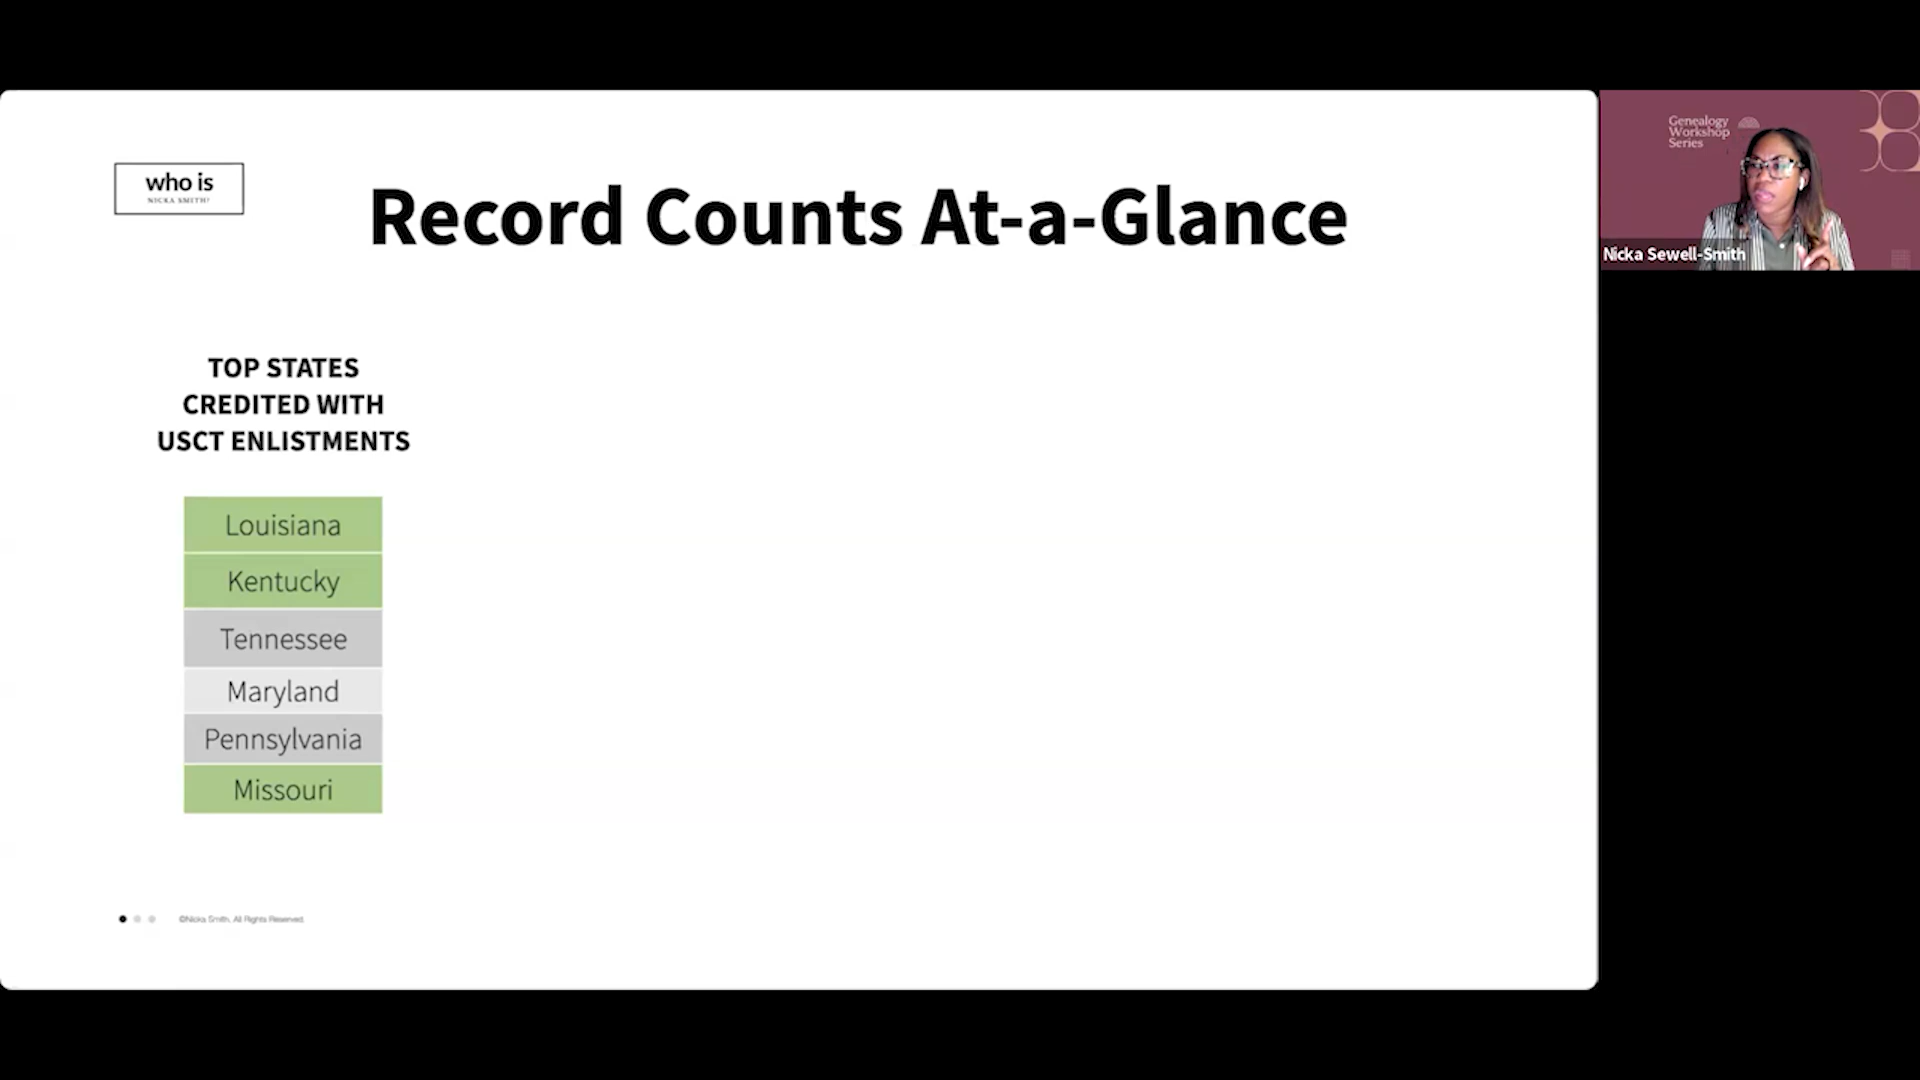 who is
NICKA SMITH?
Record Counts At-a-Glance
TOP STATES
CREDITED WITH
USCT ENLISTMENTS
Louisiana
Kentucky
Tennessee
Maryland
Pennsylvania
Missouri
©Nicka Smith. All Rights Reserved.
Genealogy
Workshop
Series
Nicka Sewell-Smith